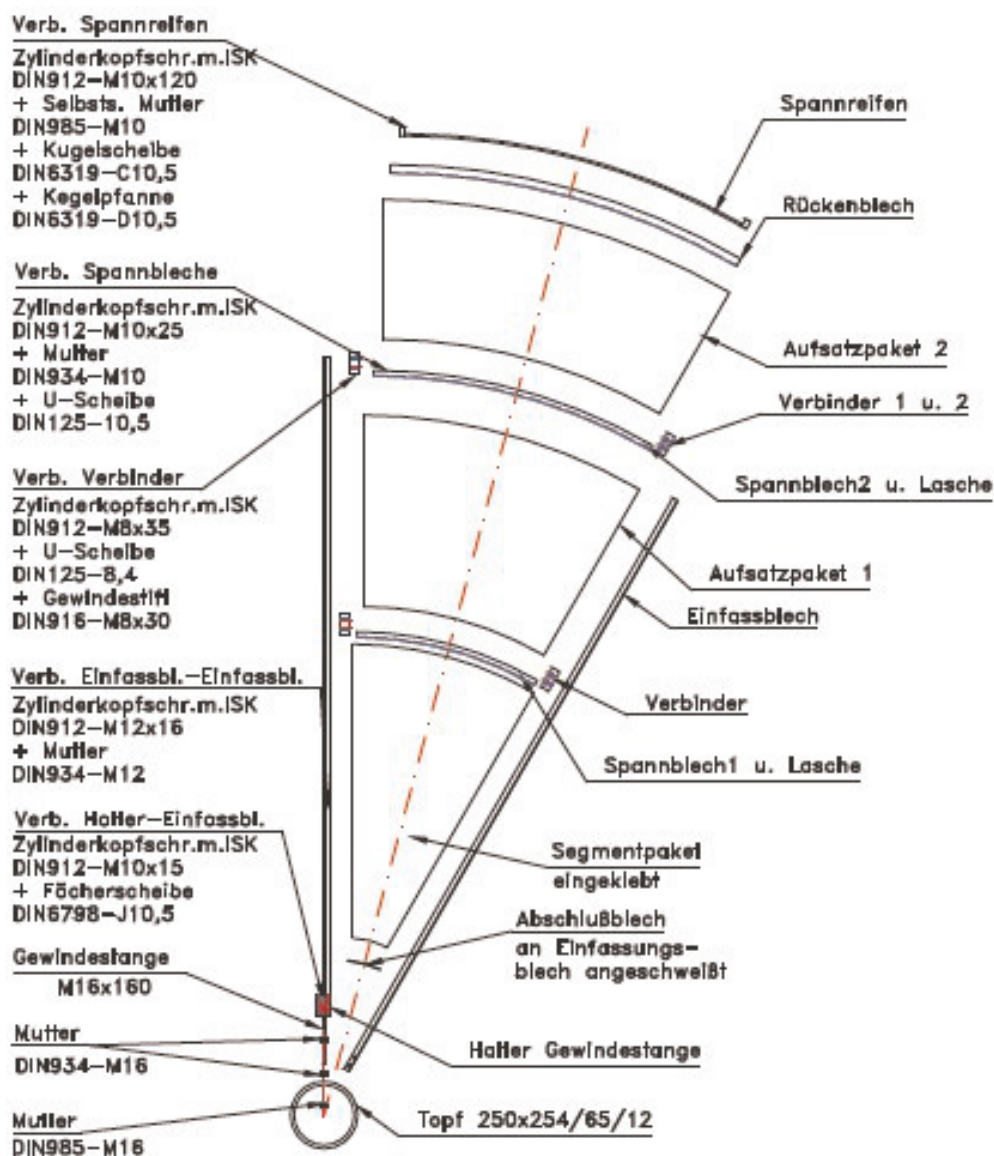 Verb. Spannreifen
Zylinderkopfschr.m.ISK
DIN912-M10x120
+ Selbsts. Mutter
DIN985-M10
+ Kugelscheibe
DIN6319-C10,5
+ Kegelpfanne
DIN6319-D10,5
Verb. Spannbleche
Zylinderkopfschr.m.ISK
DIN912-M10x25
+ Mutter
DIN934-M10
+ U-Scheibe
DIN125-10,5
Verb. Verbinder
Zylinderkopfschr.m.ISK
DIN912-M8x35
+ U-Scheibe
DIN125-8,4
+ Gewindestift
DIN916-M8x30
Verb. Einfassbl.-Einfassbl.
Zylinderkopfschr.m.ISK
DIN912-M12x16
+ Mutter
DIN934-M12
Verb. Halter-Einfassbl.
Zylinderkopfschr.m.ISK
DIN912-M10x15
+ Fächerscheibe
DIN6798-J10,5
Gewindestange
M16x160
Mutter
DIN934-M16
Mutter
DIN985-M16
Spannreifen
Rückenblech
Aufsatzpaket 2
Verbinder 1 u. 2
Spannblech2 u. Lasche
Aufsatzpaket 1
Einfassblech
Verbinder
Spannblech1 u. Lasche
Segmentpaket
eingeklebt
Abschlußblech
an Einfassungs-
blech angeschweißt
Halter Gewindestange
Topf 250x254/65/12